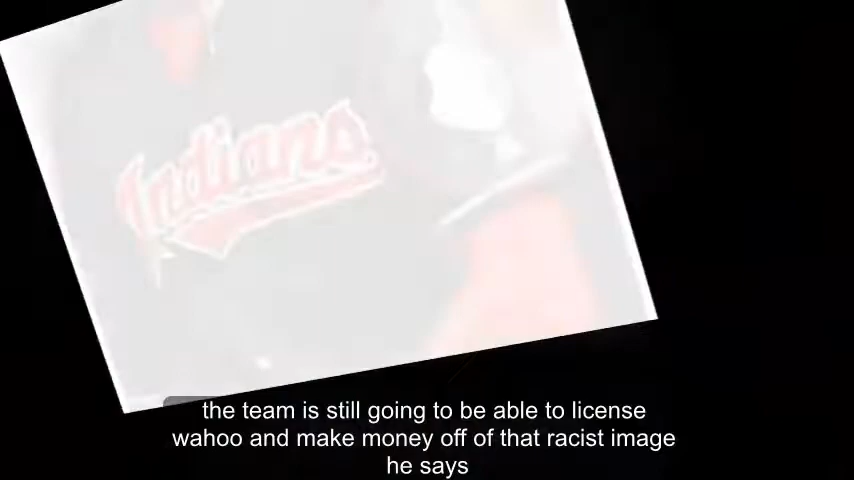 Indians
the team is still going to be able to license
wahoo and make money off of that racist image
he says